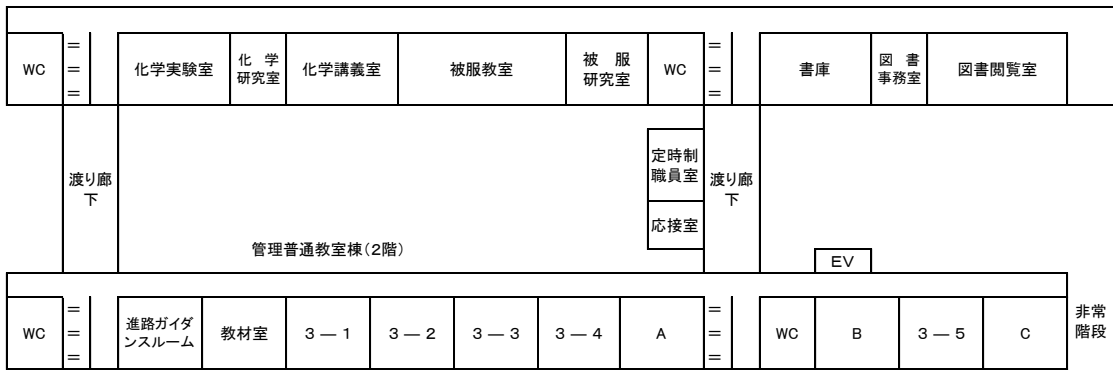 WC
化学実験室
化 学
研究室
化学講義室
被服教室
被 服
研究室
WC
書庫
図 書
事務室
図書閲覧室
渡り廊
下
定時制
職員室
応接室
渡り廊
下
管理普通教室棟(2階)
EV
WC
進路ガイダ
ンスルーム
教材室
3 ― 1
3 ― 2
3 ― 3
3 ― 4
A
WC
B
3 ― 5
C
非常
階段